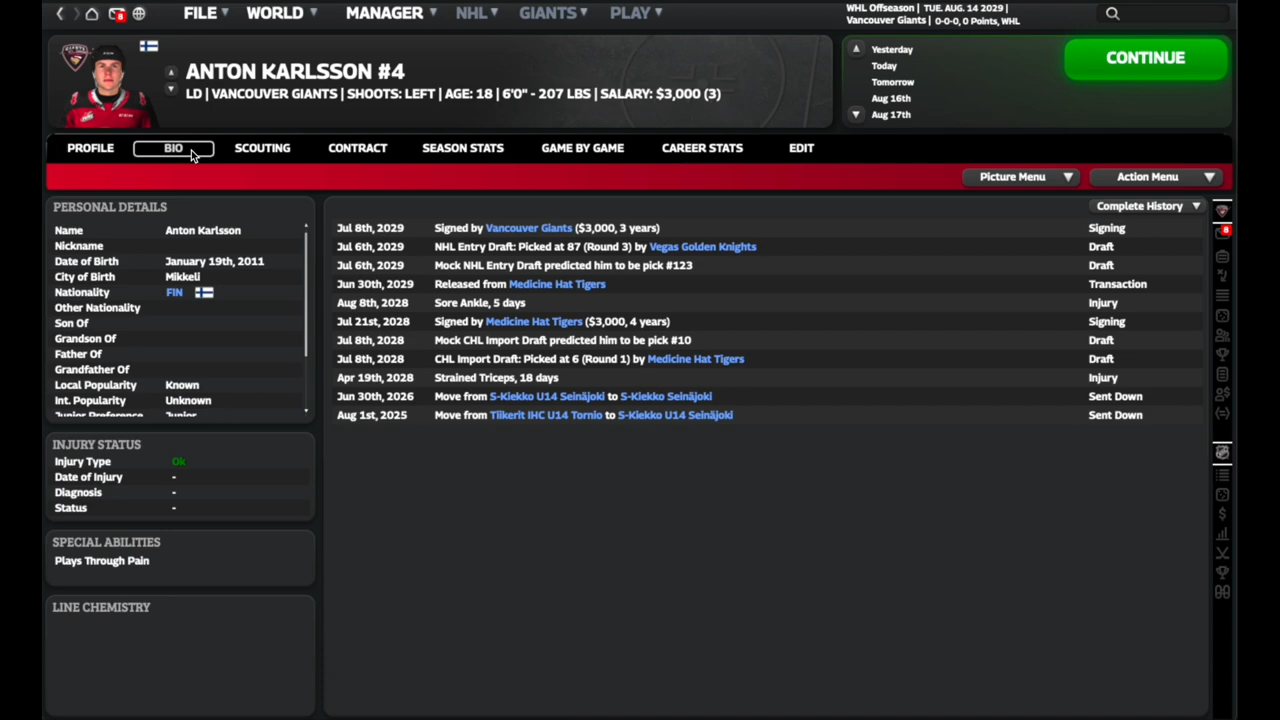 8
FILE
WORLD
MANAGER
NHL
GIANTS
PLAY
WHL Offseason | TUE. AUG. 14 2029 |
Vancouver Giants | 0-0-0, 0 Points, WHL
ANTON KARLSSON #4
LD | VANCOUVER GIANTS | SHOOTS: LEFT | AGE: 18 | 6'0" - 207 LBS | SALARY: $3,000 (3)
Yesterday
Today
Tomorrow
Aug 16th
Aug 17th
CONTINUE
PROFILE
BIO
SCOUTING
CONTRACT
SEASON STATS
GAME BY GAME
CAREER STATS
EDIT
Picture Menu
Action Menu
PERSONAL DETAILS
Name Anton Karlsson
Nickname
Date of Birth January 19th, 2011
City of Birth Mikkeli
Nationality FIN
Other Nationality
Son Of
Grandson Of
Father Of
Grandfather Of
Local Popularity Known
Int. Popularity Unknown
Junior Preference Junior
INJURY STATUS
Injury Type Ok
Date of Injury -
Diagnosis -
Status -
SPECIAL ABILITIES
Plays Through Pain
LINE CHEMISTRY
Complete History
Jul 8th, 2029 Signed by Vancouver Giants ($3,000, 3 years) Signing
Jul 6th, 2029 NHL Entry Draft: Picked at 87 (Round 3) by Vegas Golden Knights Draft
Jul 6th, 2029 Mock NHL Entry Draft predicted him to be pick #123 Draft
Jun 30th, 2029 Released from Medicine Hat Tigers Transaction
Aug 8th, 2028 Sore Ankle, 5 days Injury
Jul 21st, 2028 Signed by Medicine Hat Tigers ($3,000, 4 years) Signing
Jul 8th, 2028 Mock CHL Import Draft predicted him to be pick #10 Draft
Jul 8th, 2028 CHL Import Draft: Picked at 6 (Round 1) by Medicine Hat Tigers Draft
Apr 19th, 2028 Strained Triceps, 18 days Injury
Jun 30th, 2026 Move from S-Kiekko U14 Seinäjoki to S-Kiekko Seinäjoki Sent Down
Aug 1st, 2025 Move from Tiikerit IHC U14 Tornio to S-Kiekko U14 Seinäjoki Sent Down
8